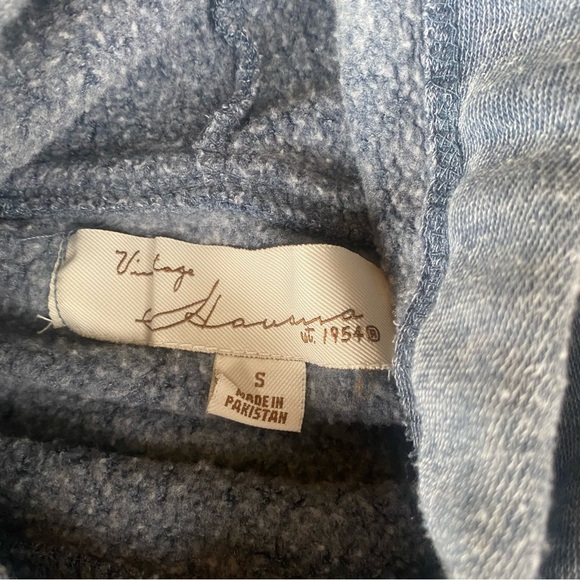 Vintage
Havana
est. 1954®
S
MADE IN
PAKISTAN